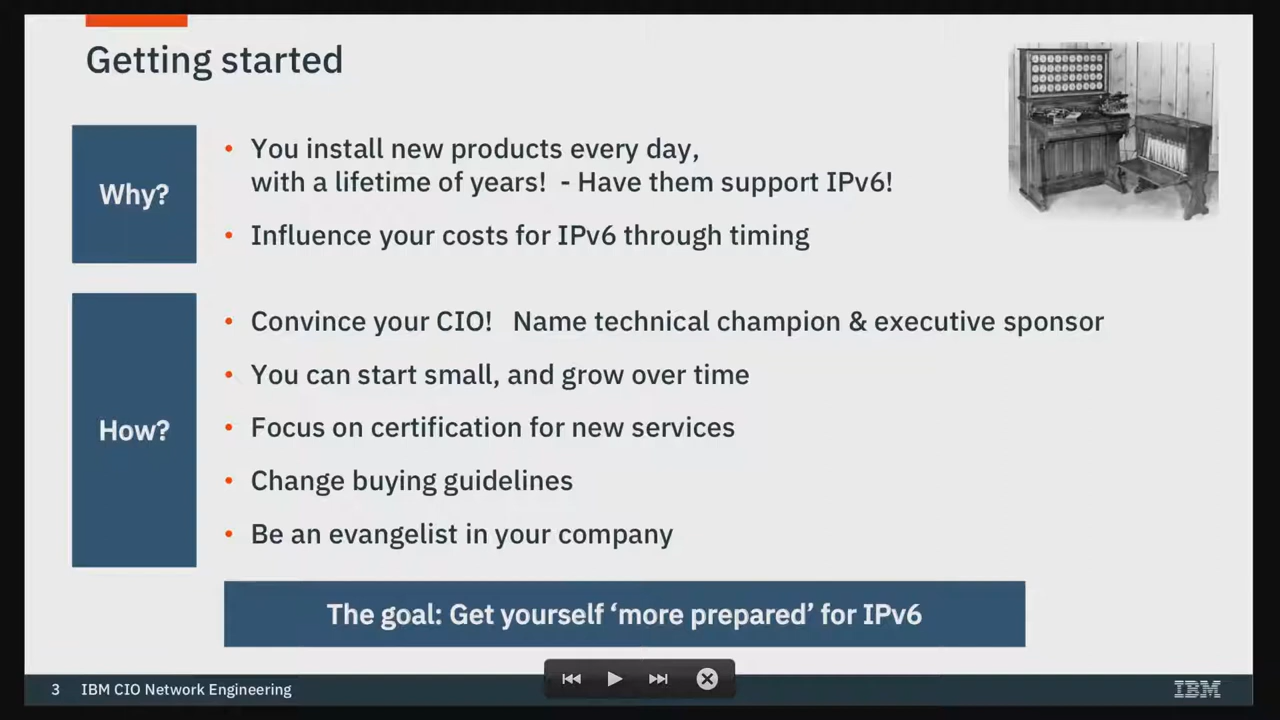 Getting started
Why?
• You install new products every day,
with a lifetime of years!  - Have them support IPv6!
• Influence your costs for IPv6 through timing
How?
• Convince your CIO!   Name technical champion & executive sponsor
• You can start small, and grow over time
• Focus on certification for new services
• Change buying guidelines
• Be an evangelist in your company
The goal: Get yourself ‘more prepared’ for IPv6
3   IBM CIO Network Engineering
IBM